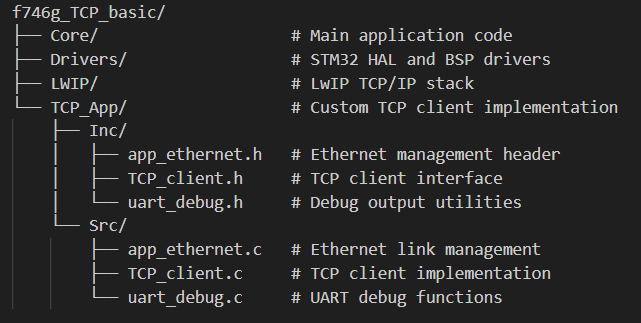 f746g_TCP_basic/
├── Core/                    # Main application code
├── Drivers/                 # STM32 HAL and BSP drivers
├── LWIP/                    # LwIP TCP/IP stack
└── TCP_App/                 # Custom TCP client implementation
    ├── Inc/
    │   ├── app_ethernet.h   # Ethernet management header
    │   ├── TCP_client.h     # TCP client interface
    │   └── uart_debug.h     # Debug output utilities
    └── Src/
        ├── app_ethernet.c   # Ethernet link management
        ├── TCP_client.c     # TCP client implementation
        └── uart_debug.c     # UART debug functions